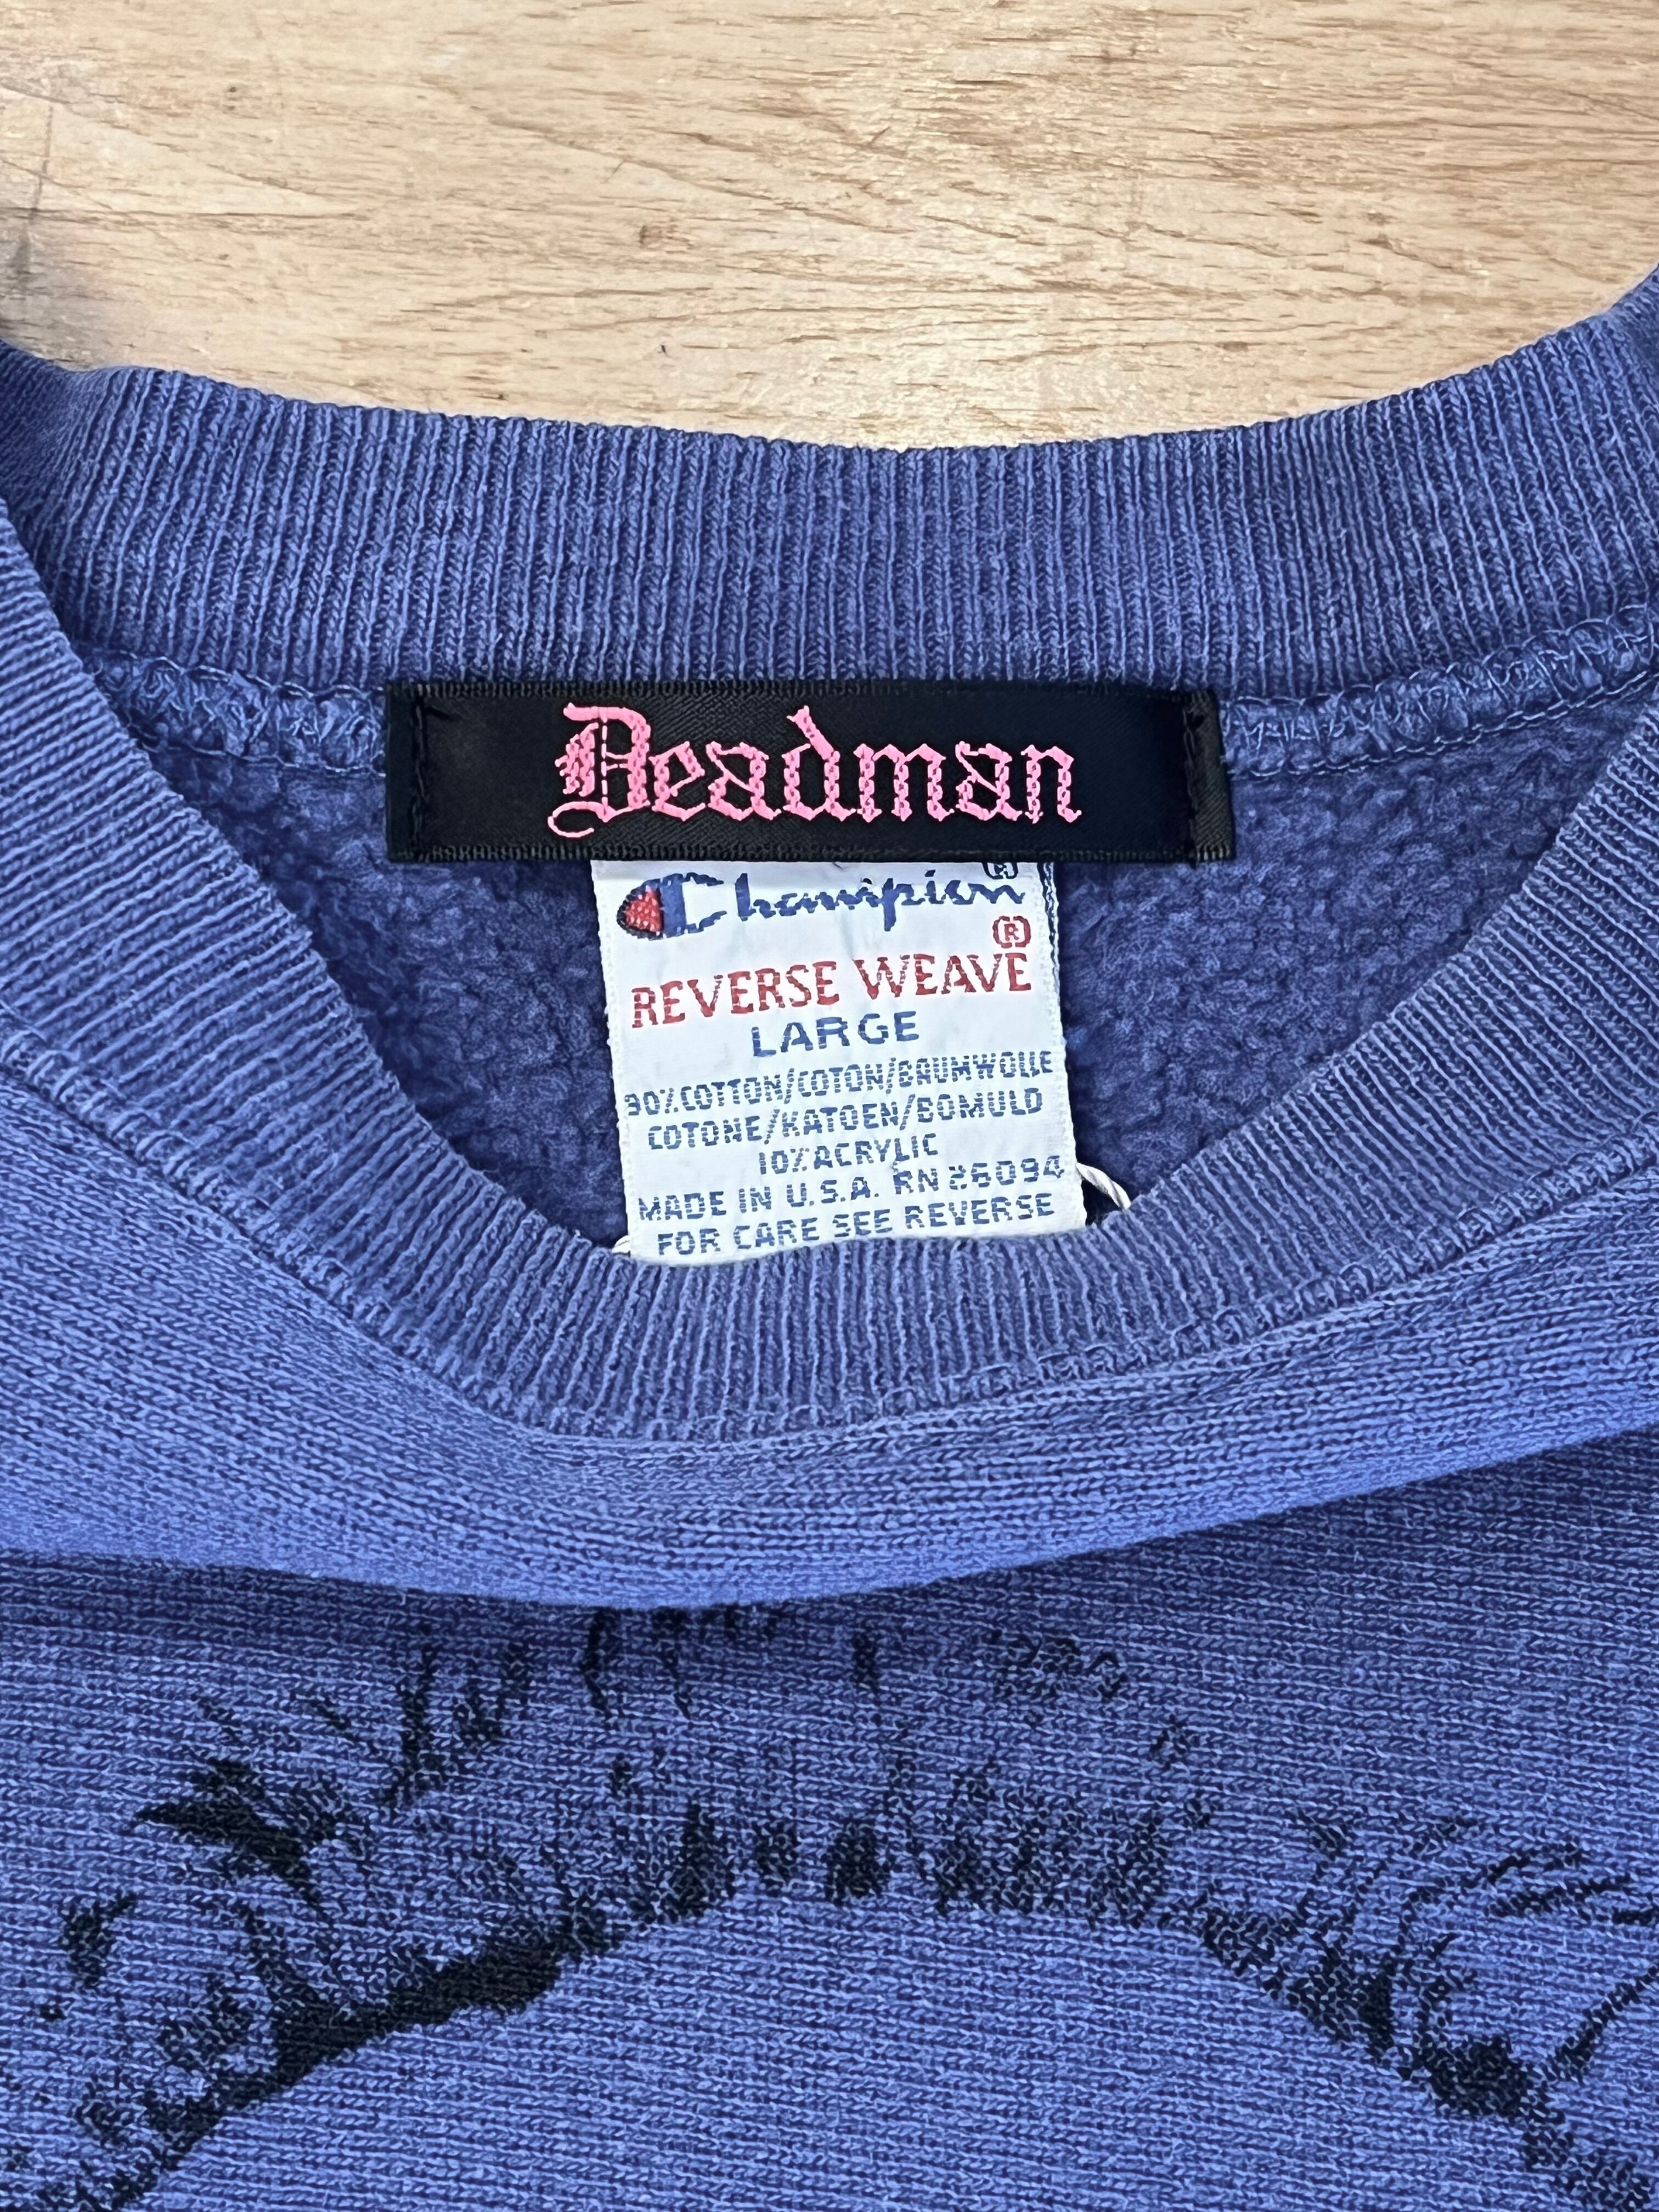 Deadman
Champion ®
®
REVERSE WEAVE
LARGE
90% COTTON/COTON/BAUMWOLLE
COTONE/KATOEN/BOMULD
10% ACRYLIC
MADE IN U.S.A. RN 26094
FOR CARE SEE REVERSE